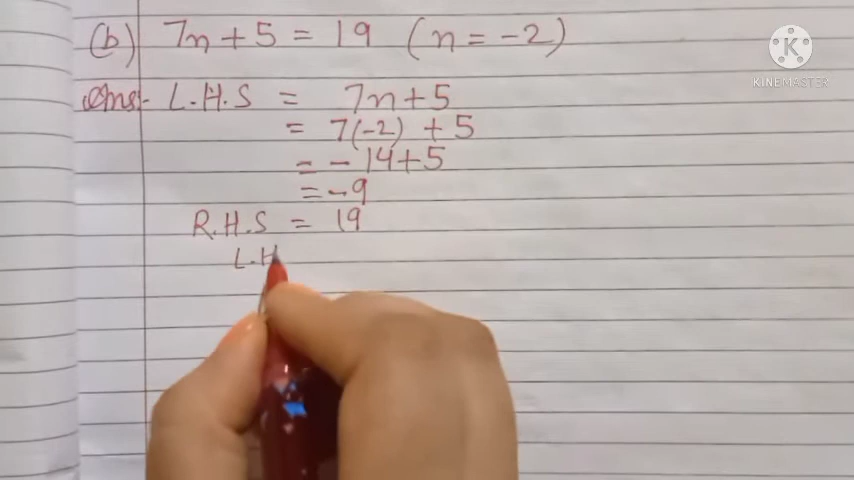 (b) 7n + 5 = 19 (n = -2)
Ans:- L.H.S = 7n+5
= 7(-2) + 5
= - 14+5
= -9
R.H.S = 19
L.H
K
KINEMASTER